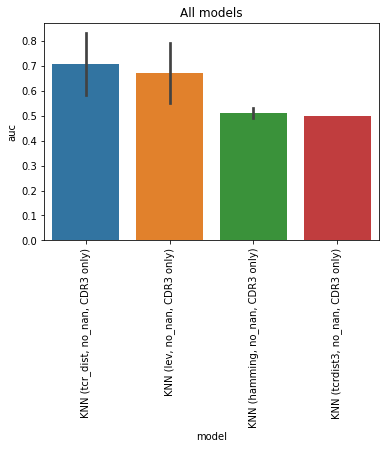 All models
0.8
0.7
0.6
0.5
0.4
0.3
0.2
0.1
0.0
auc
KNN (tcr_dist, no_nan, CDR3 only)
KNN (lev, no_nan, CDR3 only)
KNN (hamming, no_nan, CDR3 only)
KNN (tcrdist3, no_nan, CDR3 only)
model